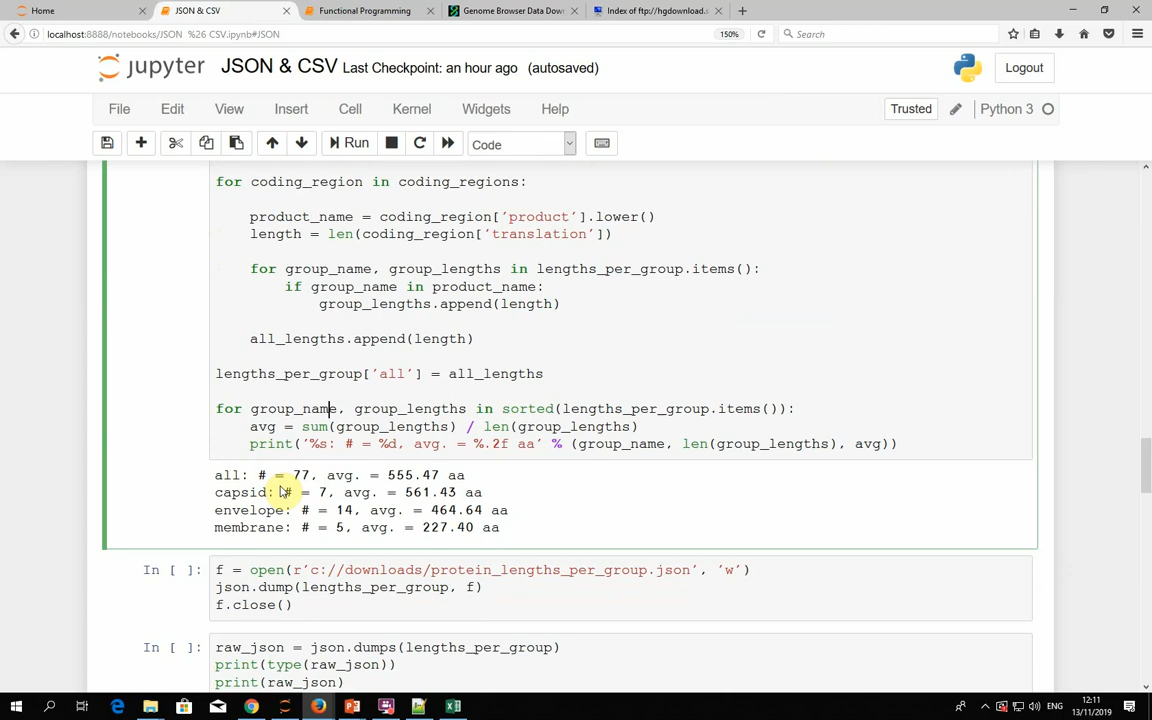 Home
JSON & CSV
Functional Programming
Genome Browser Data Dow
Index of ftp://hgdownload.s
localhost:8888/notebooks/JSON %26 CSV.ipynb#JSON
150%
Search
jupyter JSON & CSV Last Checkpoint: an hour ago (autosaved)
Logout
File Edit View Insert Cell Kernel Widgets Help
Trusted
Python 3
Run
Code
for coding_region in coding_regions:
product_name = coding_region['product'].lower()
length = len(coding_region['translation'])
for group_name, group_lengths in lengths_per_group.items():
if group_name in product_name:
group_lengths.append(length)
all_lengths.append(length)
lengths_per_group['all'] = all_lengths
for group_name, group_lengths in sorted(lengths_per_group.items()):
avg = sum(group_lengths) / len(group_lengths)
print('%s: # = %d, avg. = %.2f aa' % (group_name, len(group_lengths), avg))
all: # = 77, avg. = 555.47 aa
capsid: # = 7, avg. = 561.43 aa
envelope: # = 14, avg. = 464.64 aa
membrane: # = 5, avg. = 227.40 aa
In [ ]: f = open(r'c://downloads/protein_lengths_per_group.json', 'w')
json.dump(lengths_per_group, f)
f.close()
In [ ]: raw_json = json.dumps(lengths_per_group)
print(type(raw_json))
print(raw_json)
ENG
12:11
13/11/2019